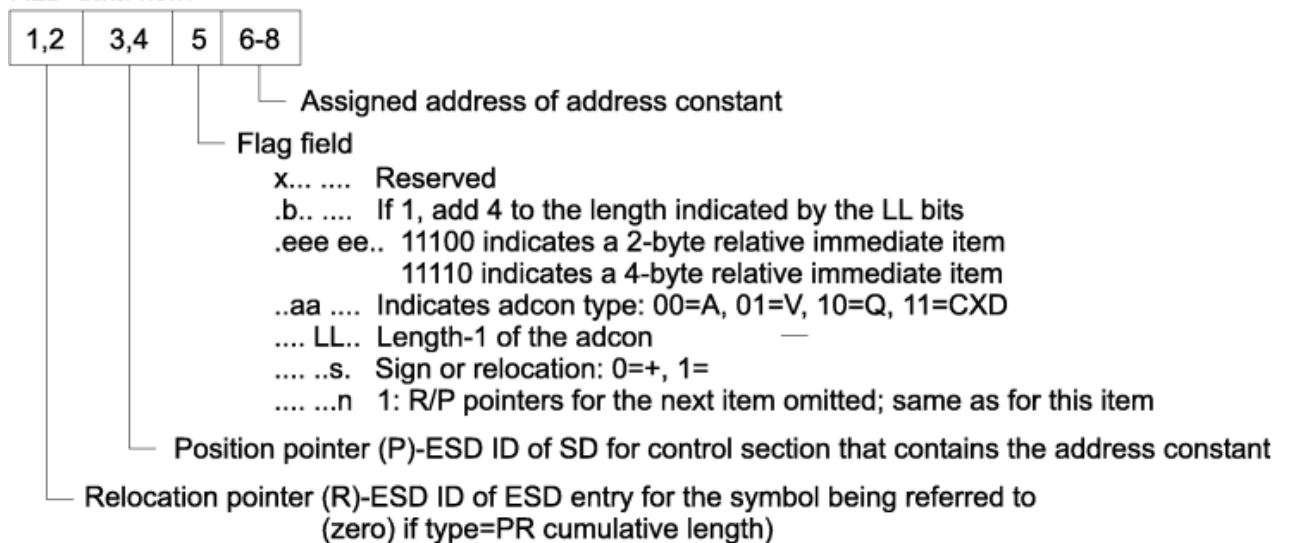 1,2 3,4 5 6-8
Assigned address of address constant
Flag field
x... .... Reserved
.b.. .... If 1, add 4 to the length indicated by the LL bits
.eee ee.. 11100 indicates a 2-byte relative immediate item
11110 indicates a 4-byte relative immediate item
..aa .... Indicates adcon type: 00=A, 01=V, 10=Q, 11=CXD
.... LL.. Length-1 of the adcon
.... ..s. Sign or relocation: 0=+, 1=
.... ...n 1: R/P pointers for the next item omitted; same as for this item
Position pointer (P)-ESD ID of SD for control section that contains the address constant
Relocation pointer (R)-ESD ID of ESD entry for the symbol being referred to
(zero) if type=PR cumulative length)